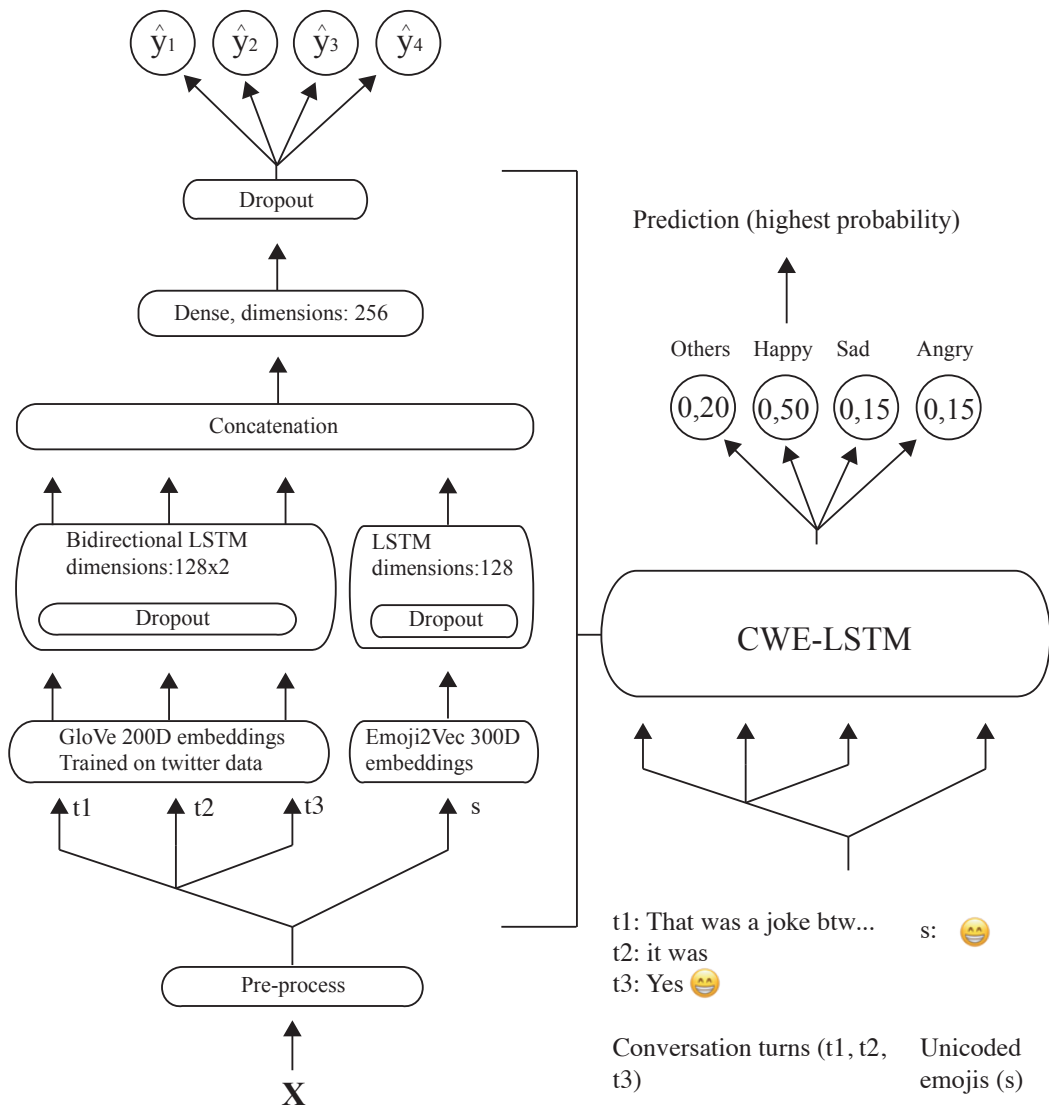 ŷ1 ŷ2 ŷ3 ŷ4
Dropout
Dense, dimensions: 256
Concatenation
Bidirectional LSTM
dimensions:128x2
Dropout
LSTM
dimensions:128
Dropout
GloVe 200D embeddings
Trained on twitter data
Emoji2Vec 300D
embeddings
t1 t2 t3 s
Pre-process
X
Prediction (highest probability)
Others Happy Sad Angry
0,20 0,50 0,15 0,15
CWE-LSTM
t1: That was a joke btw...
t2: it was
t3: Yes 😁
s: 😁
Conversation turns (t1, t2,
t3)
Unicoded
emojis (s)